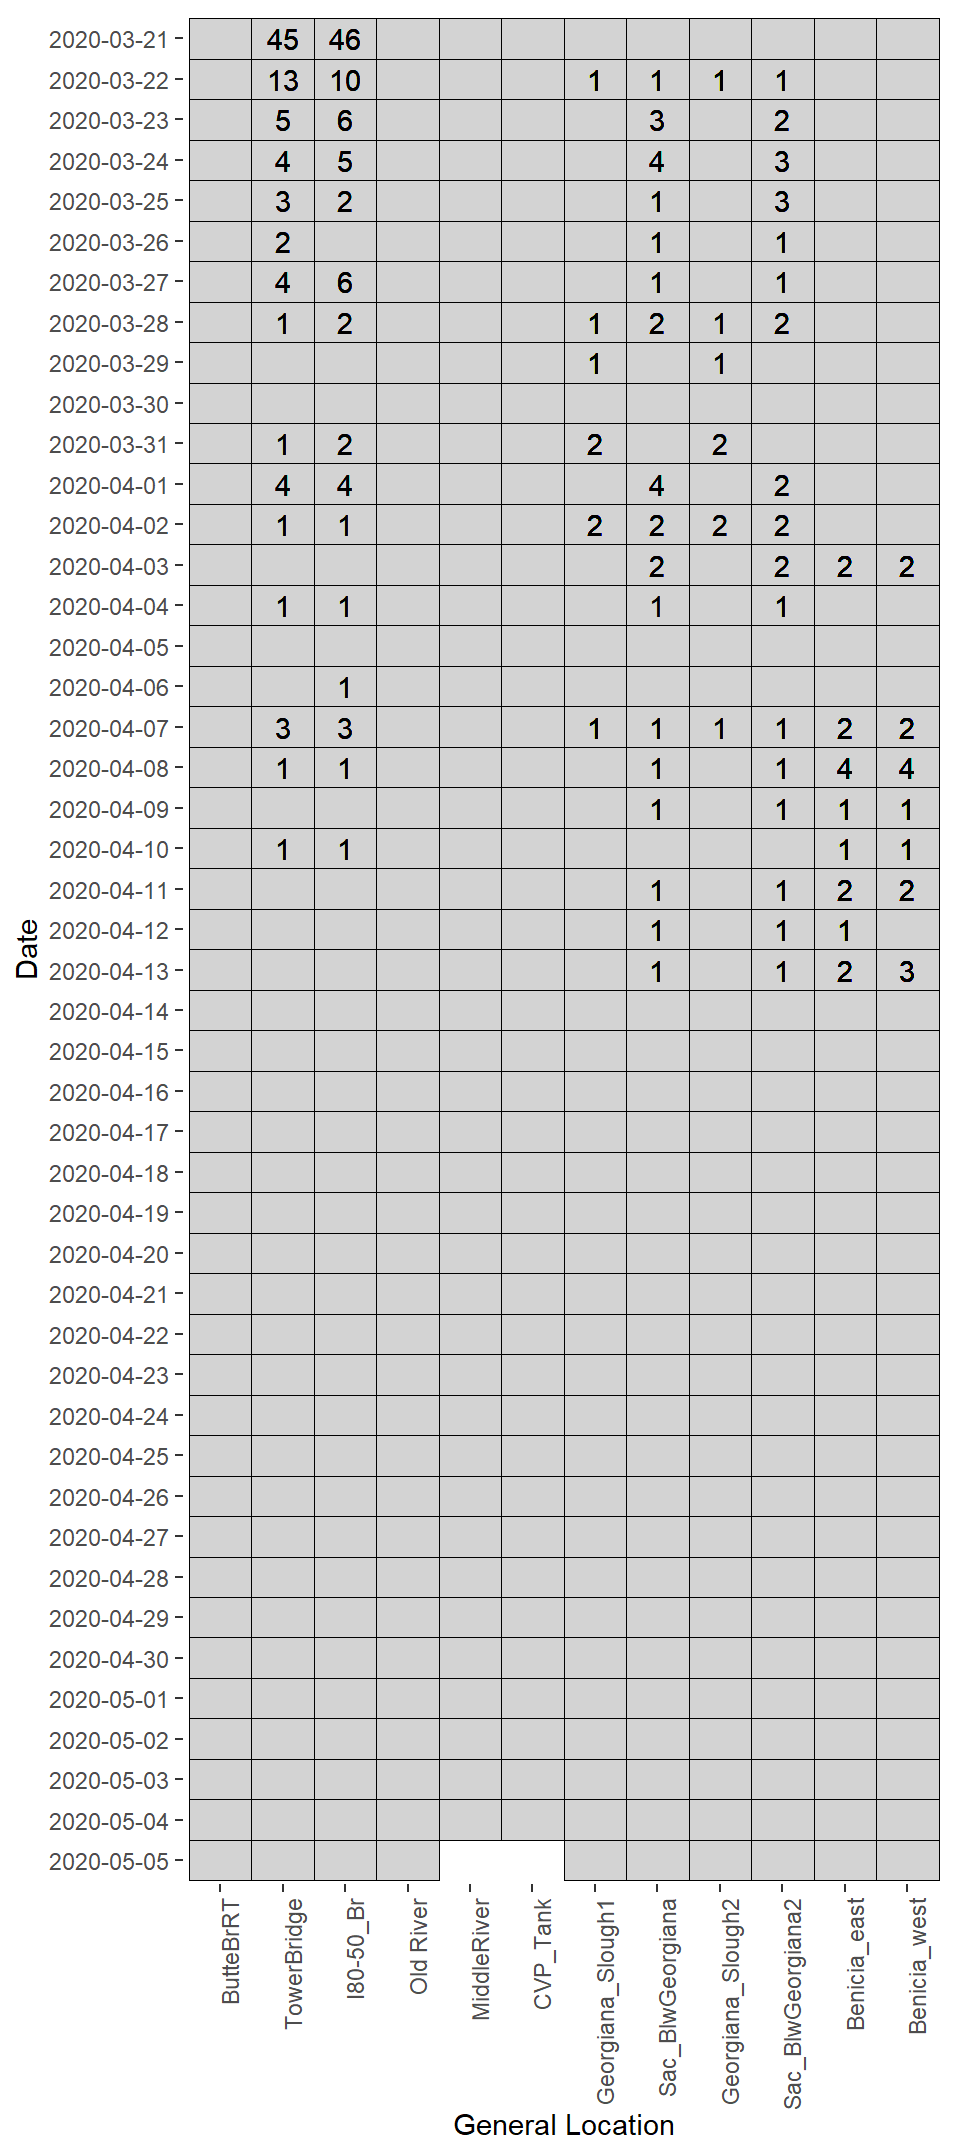 2020-03-21 45 46
2020-03-22 13 10 1 1 1 1
2020-03-23 5 6 3 2
2020-03-24 4 5 4 3
2020-03-25 3 2 1 3
2020-03-26 2 1 1
2020-03-27 4 6 1 1
2020-03-28 1 2 1 2 1 2
2020-03-29 1 1
2020-03-30
2020-03-31 1 2 2 2
2020-04-01 4 4 4 2
2020-04-02 1 1 2 2 2 2
2020-04-03 2 2 2 2
2020-04-04 1 1 1 1
2020-04-05
2020-04-06 1
2020-04-07 3 3 1 1 1 1 2 2
2020-04-08 1 1 1 1 4 4
2020-04-09 1 1 1 1
2020-04-10 1 1 1 1
2020-04-11 1 1 2 2
2020-04-12 1 1 1
2020-04-13 1 1 2 3
2020-04-14
2020-04-15
2020-04-16
2020-04-17
2020-04-18
2020-04-19
2020-04-20
2020-04-21
2020-04-22
2020-04-23
2020-04-24
2020-04-25
2020-04-26
2020-04-27
2020-04-28
2020-04-29
2020-04-30
2020-05-01
2020-05-02
2020-05-03
2020-05-04
2020-05-05
Date
ButteBrRT
TowerBridge
I80-50_Br
Old River
MiddleRiver
CVP_Tank
Georgiana_Slough1
Sac_BlwGeorgiana
Georgiana_Slough2
Sac_BlwGeorgiana2
Benicia_east
Benicia_west
General Location